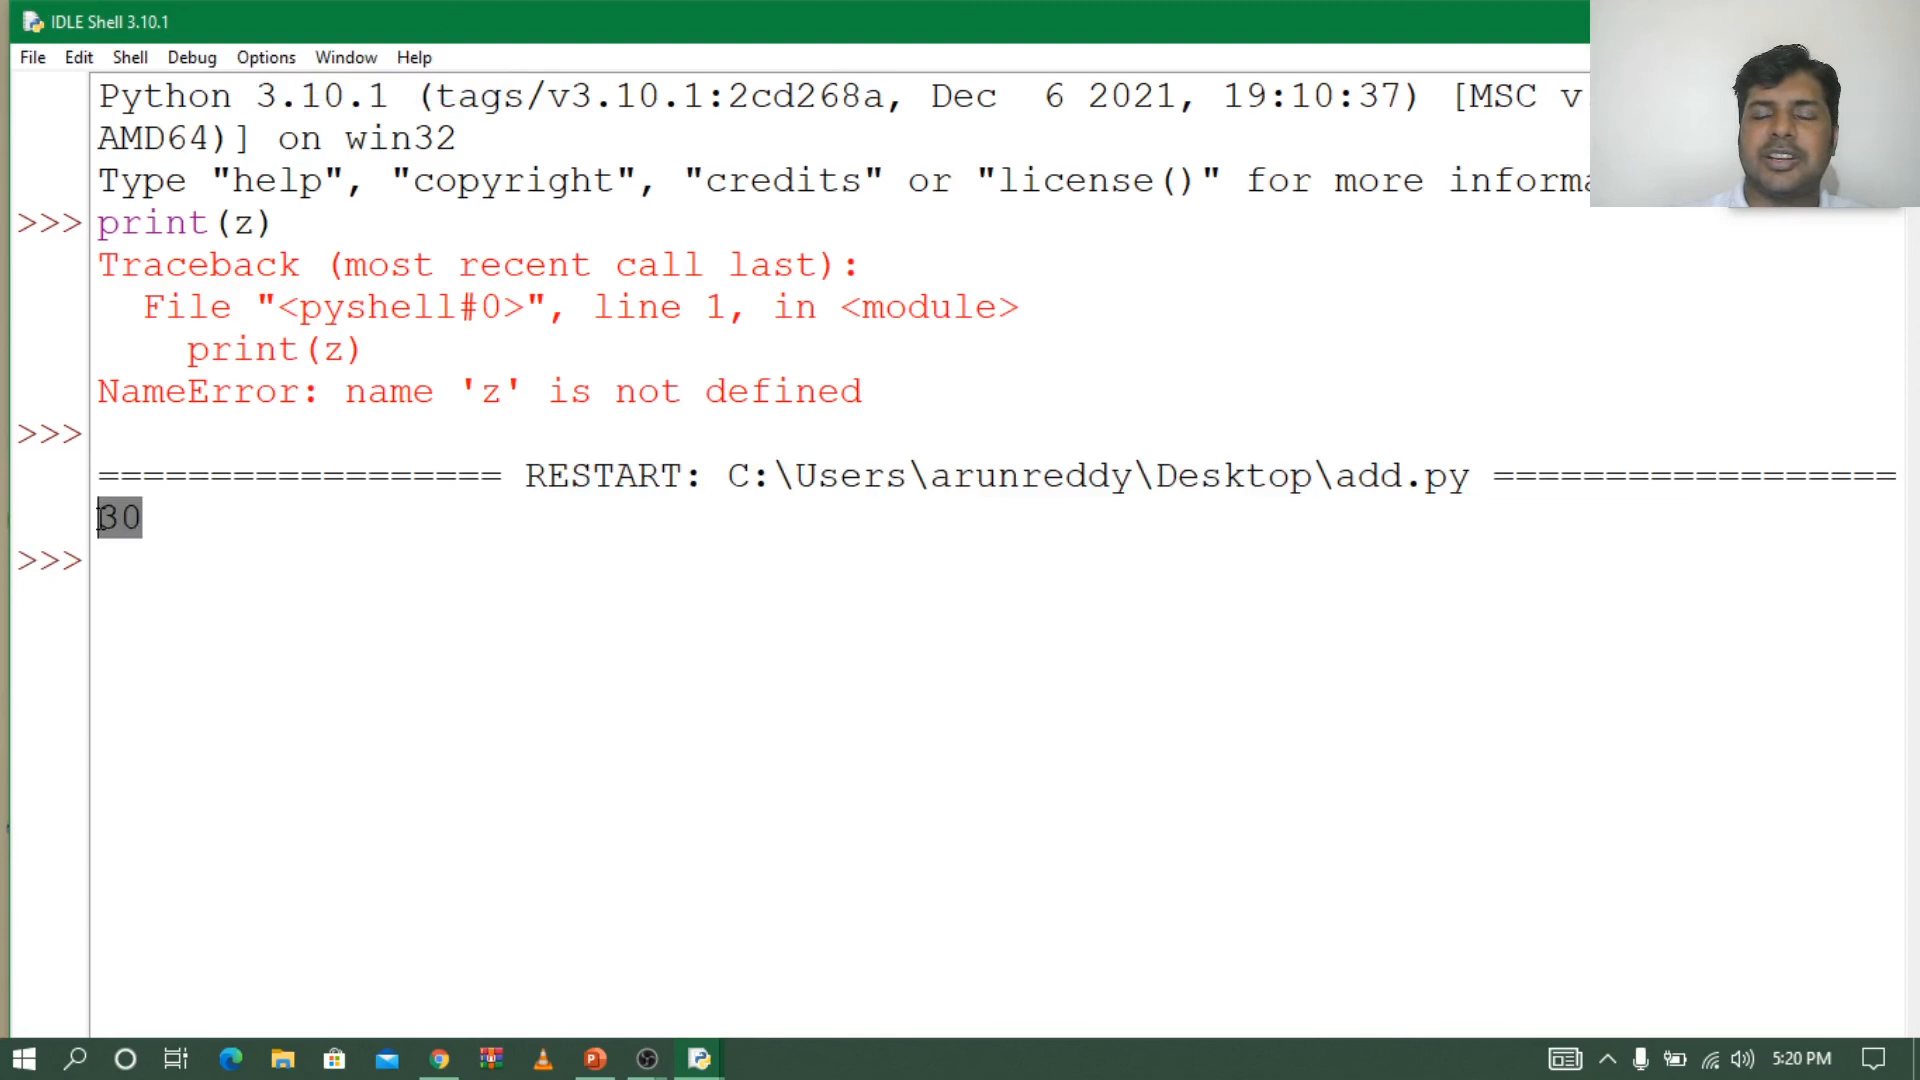 IDLE Shell 3.10.1
File Edit Shell Debug Options Window Help
Python 3.10.1 (tags/v3.10.1:2cd268a, Dec  6 2021, 19:10:37) [MSC v
AMD64)] on win32
Type "help", "copyright", "credits" or "license()" for more inform
>>> print(z)
Traceback (most recent call last):
  File "<pyshell#0>", line 1, in <module>
    print(z)
NameError: name 'z' is not defined
>>>
================== RESTART: C:\Users\arunreddy\Desktop\add.py ==================
30
>>>
5:20 PM